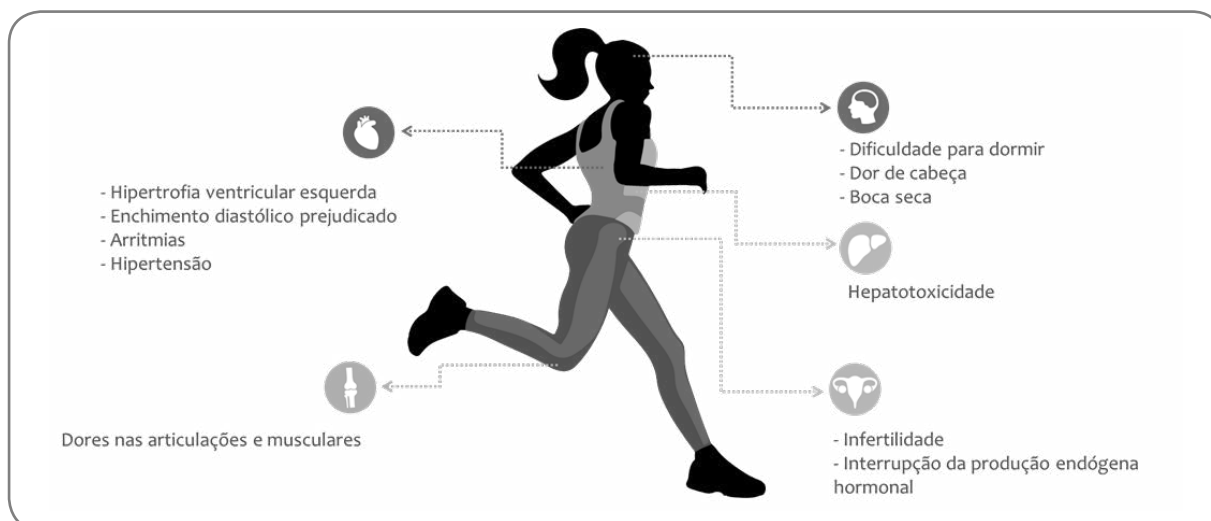 - Hipertrofia ventricular esquerda
- Enchimento diastólico prejudicado
- Arritmias
- Hipertensão
- Dificuldade para dormir
- Dor de cabeça
- Boca seca
Hepatotoxicidade
Dores nas articulações e musculares
- Infertilidade
- Interrupção da produção endógena
hormonal